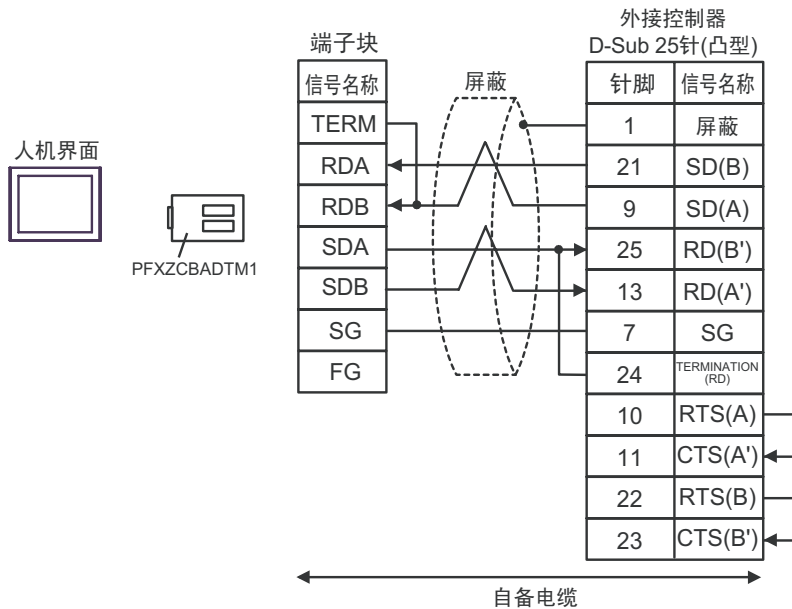 外接控制器
D-Sub 25针(凸型)
端子块
信号名称
TERM
RDA
RDB
SDA
SDB
SG
FG
屏蔽
人机界面
PFXZCBADTM1
针脚 信号名称
1 屏蔽
21 SD(B)
9 SD(A)
25 RD(B')
13 RD(A')
7 SG
24 TERMINATION
(RD)
10 RTS(A)
11 CTS(A')
22 RTS(B)
23 CTS(B')
自备电缆